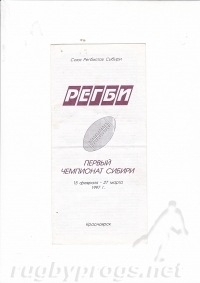 Союз Регбистов Сибири
РЕГБИ
ПЕРВЫЙ
ЧЕМПИОНАТ СИБИРИ
15 февраля - 27 марта
1997 г.
Красноярск
rugbyprogs.net